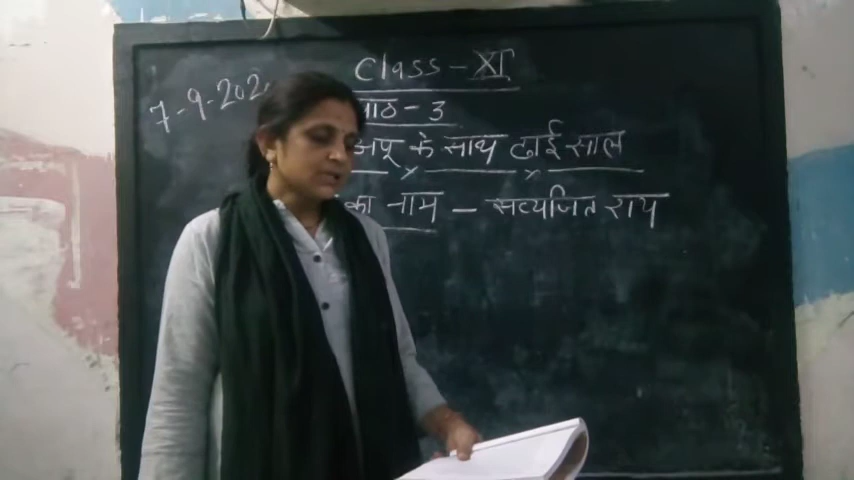 Class - XI
7-9-202
पाठ - 3
अपू के साथ ढाई साल
का नाम - सत्यजित राय